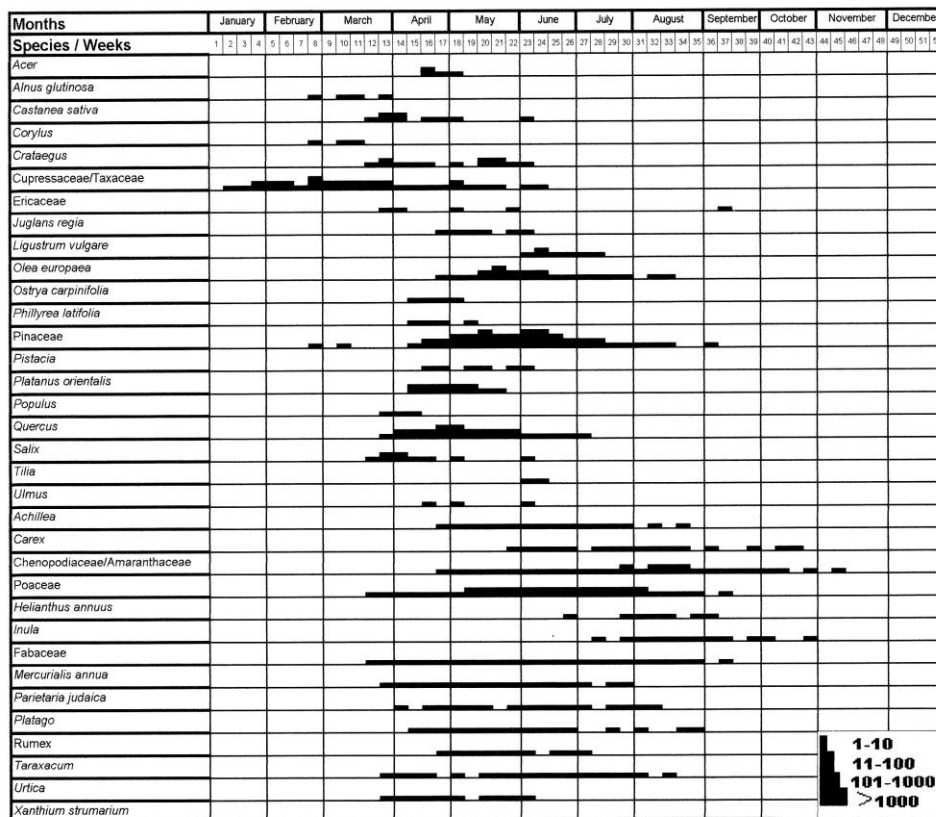 Months January February March April May June July August September October November December
Species / Weeks 1 2 3 4 5 6 7 8 9 10 11 12 13 14 15 16 17 18 19 20 21 22 23 24 25 26 27 28 29 30 31 32 33 34 35 36 37 38 39 40 41 42 43 44 45 46 47 48 49 50 51
Acer
Alnus glutinosa
Castanea sativa
Corylus
Crataegus
Cupressaceae/Taxaceae
Ericaceae
Juglans regia
Ligustrum vulgare
Olea europaea
Ostrya carpinifolia
Phillyrea latifolia
Pinaceae
Pistacia
Platanus orientalis
Populus
Quercus
Salix
Tilia
Ulmus
Achillea
Carex
Chenopodiaceae/Amaranthaceae
Poaceae
Helianthus annuus
Inula
Fabaceae
Mercurialis annua
Parietaria judaica
Platago
Rumex
Taraxacum
Urtica
Xanthium strumarium
1-10
11-100
101-1000
>1000